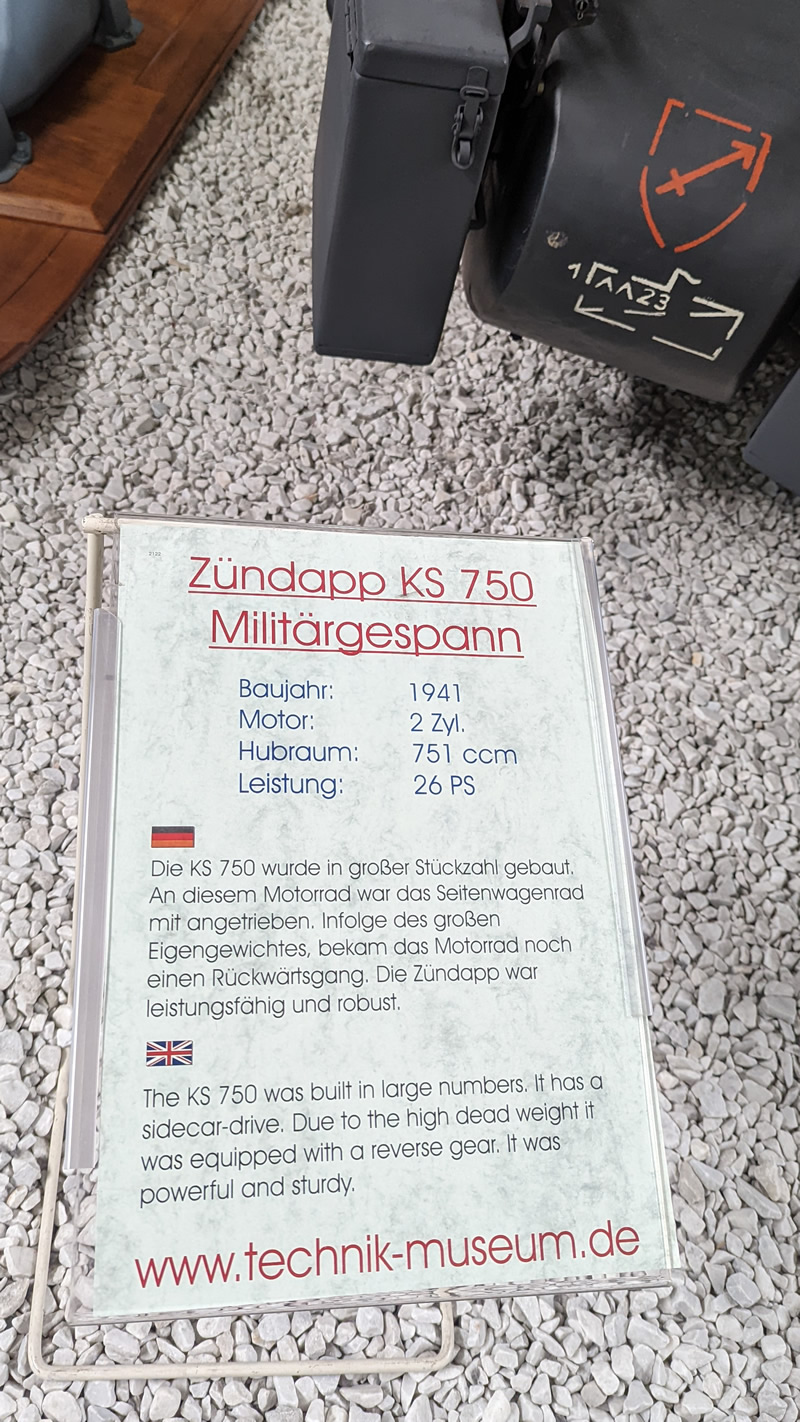 1ΓΛΛ23
2122
Zündapp KS 750
Militärgespann
Baujahr: 1941
Motor: 2 Zyl.
Hubraum: 751 ccm
Leistung: 26 PS
Die KS 750 wurde in großer Stückzahl gebaut.
An diesem Motorrad war das Seitenwagenrad
mit angetrieben. Infolge des großen
Eigengewichtes, bekam das Motorrad noch
einen Rückwärtsgang. Die Zündapp war
leistungsfähig und robust.
The KS 750 was built in large numbers. It has a
sidecar-drive. Due to the high dead weight it
was equipped with a reverse gear. It was
powerful and sturdy.
www.technik-museum.de